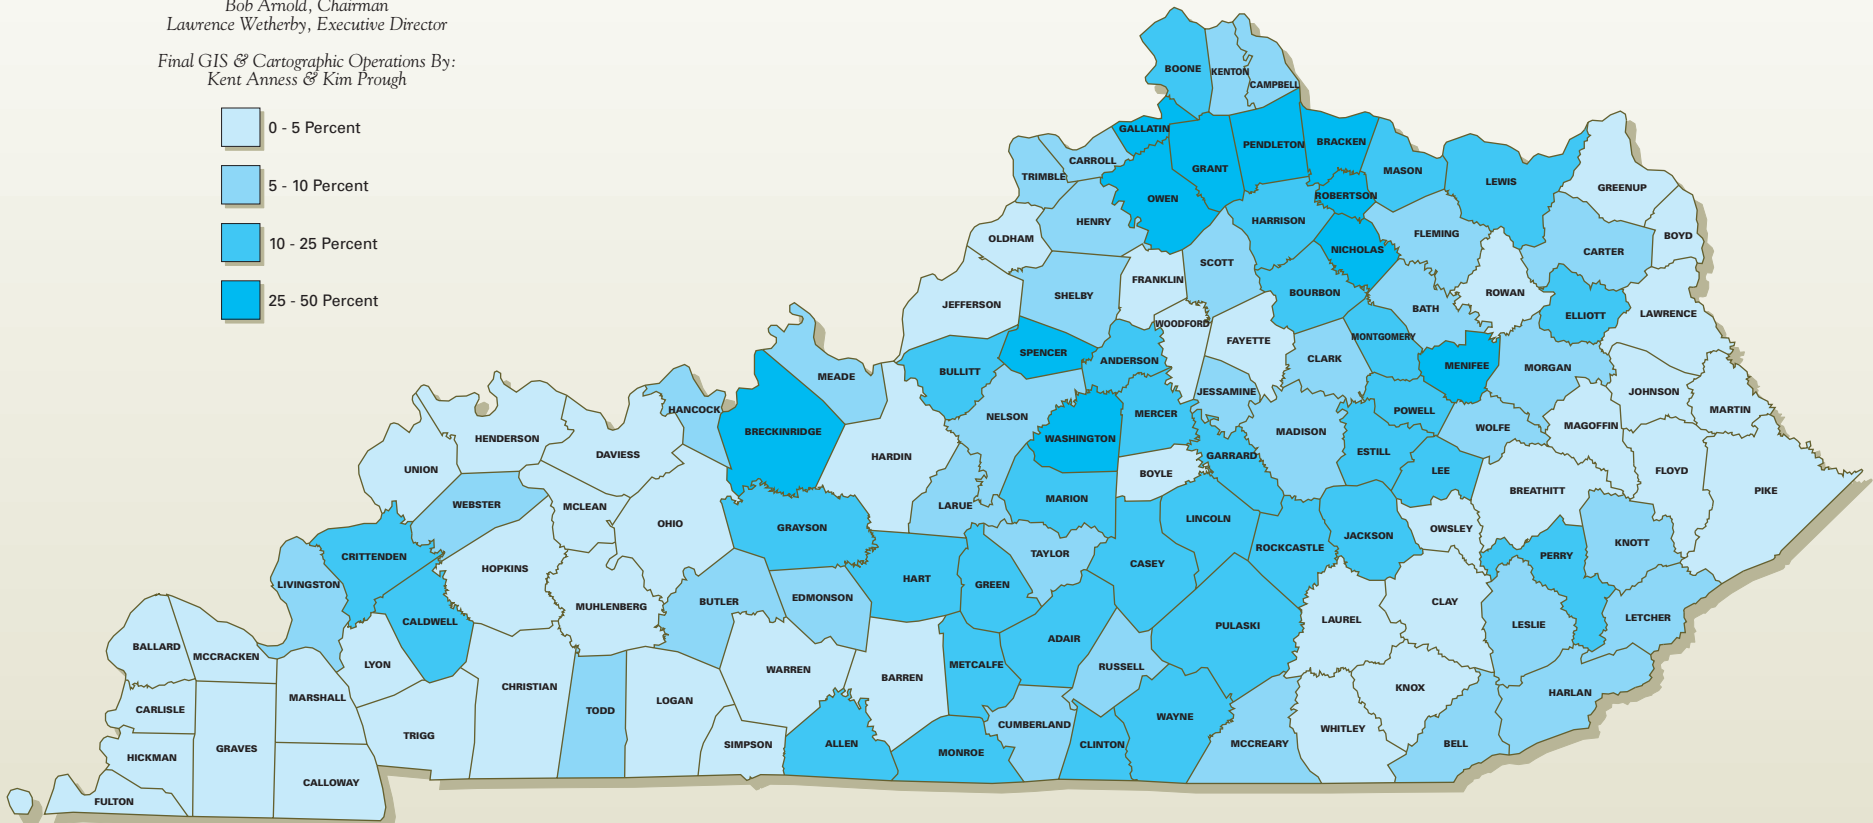 Bob Arnold, Chairman
Lawrence Wetherby, Executive Director
Final GIS & Cartographic Operations By:
Kent Anness & Kim Prough
0 - 5 Percent
5 - 10 Percent
10 - 25 Percent
25 - 50 Percent
BOONE
KENTON
CAMPBELL
GALLATIN
GRANT
PENDLETON
BRACKEN
CARROLL
TRIMBLE
OWEN
ROBERTSON
MASON
LEWIS
GREENUP
HENRY
HARRISON
FLEMING
BOYD
OLDHAM
NICHOLAS
CARTER
FRANKLIN
SCOTT
SHELBY
BOURBON
ROWAN
JEFFERSON
BATH
ELLIOTT
LAWRENCE
WOODFORD
FAYETTE
MONTGOMERY
SPENCER
ANDERSON
CLARK
MENIFEE
MORGAN
BULLITT
MEADE
JESSAMINE
JOHNSON
HANCOCK
NELSON
MERCER
POWELL
MARTIN
BRECKINRIDGE
WASHINGTON
MADISON
WOLFE
MAGOFFIN
HENDERSON
DAVIESS
HARDIN
GARRARD
ESTILL
UNION
BOYLE
LEE
FLOYD
PIKE
BREATHITT
WEBSTER
MCLEAN
LARUE
MARION
OHIO
GRAYSON
LINCOLN
OWSLEY
JACKSON
ROCKCASTLE
KNOTT
CRITTENDEN
TAYLOR
PERRY
HOPKINS
HART
GREEN
CASEY
LIVINGSTON
BUTLER
EDMONSON
CLAY
MUHLENBERG
CALDWELL
LAUREL
PULASKI
LESLIE
LETCHER
ADAIR
BALLARD
MCCRACKEN
LYON
WARREN
METCALFE
RUSSELL
BARREN
CHRISTIAN
KNOX
HARLAN
MARSHALL
LOGAN
CARLISLE
TODD
WAYNE
CUMBERLAND
WHITLEY
TRIGG
SIMPSON
ALLEN
CLINTON
MCCREARY
BELL
GRAVES
MONROE
HICKMAN
CALLOWAY
FULTON